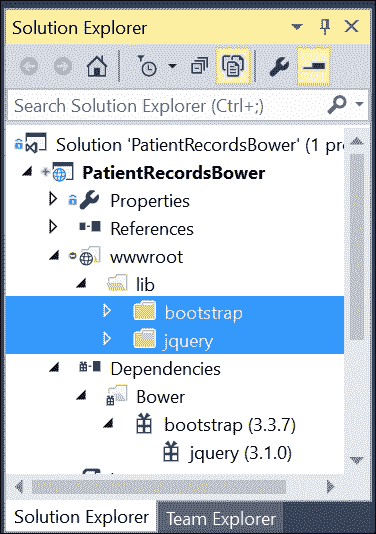 Solution Explorer
Search Solution Explorer (Ctrl+;)
Solution 'PatientRecordsBower' (1 pr
PatientRecordsBower
Properties
References
wwwroot
lib
bootstrap
jquery
Dependencies
Bower
bootstrap (3.3.7)
jquery (3.1.0)
Solution Explorer Team Explorer